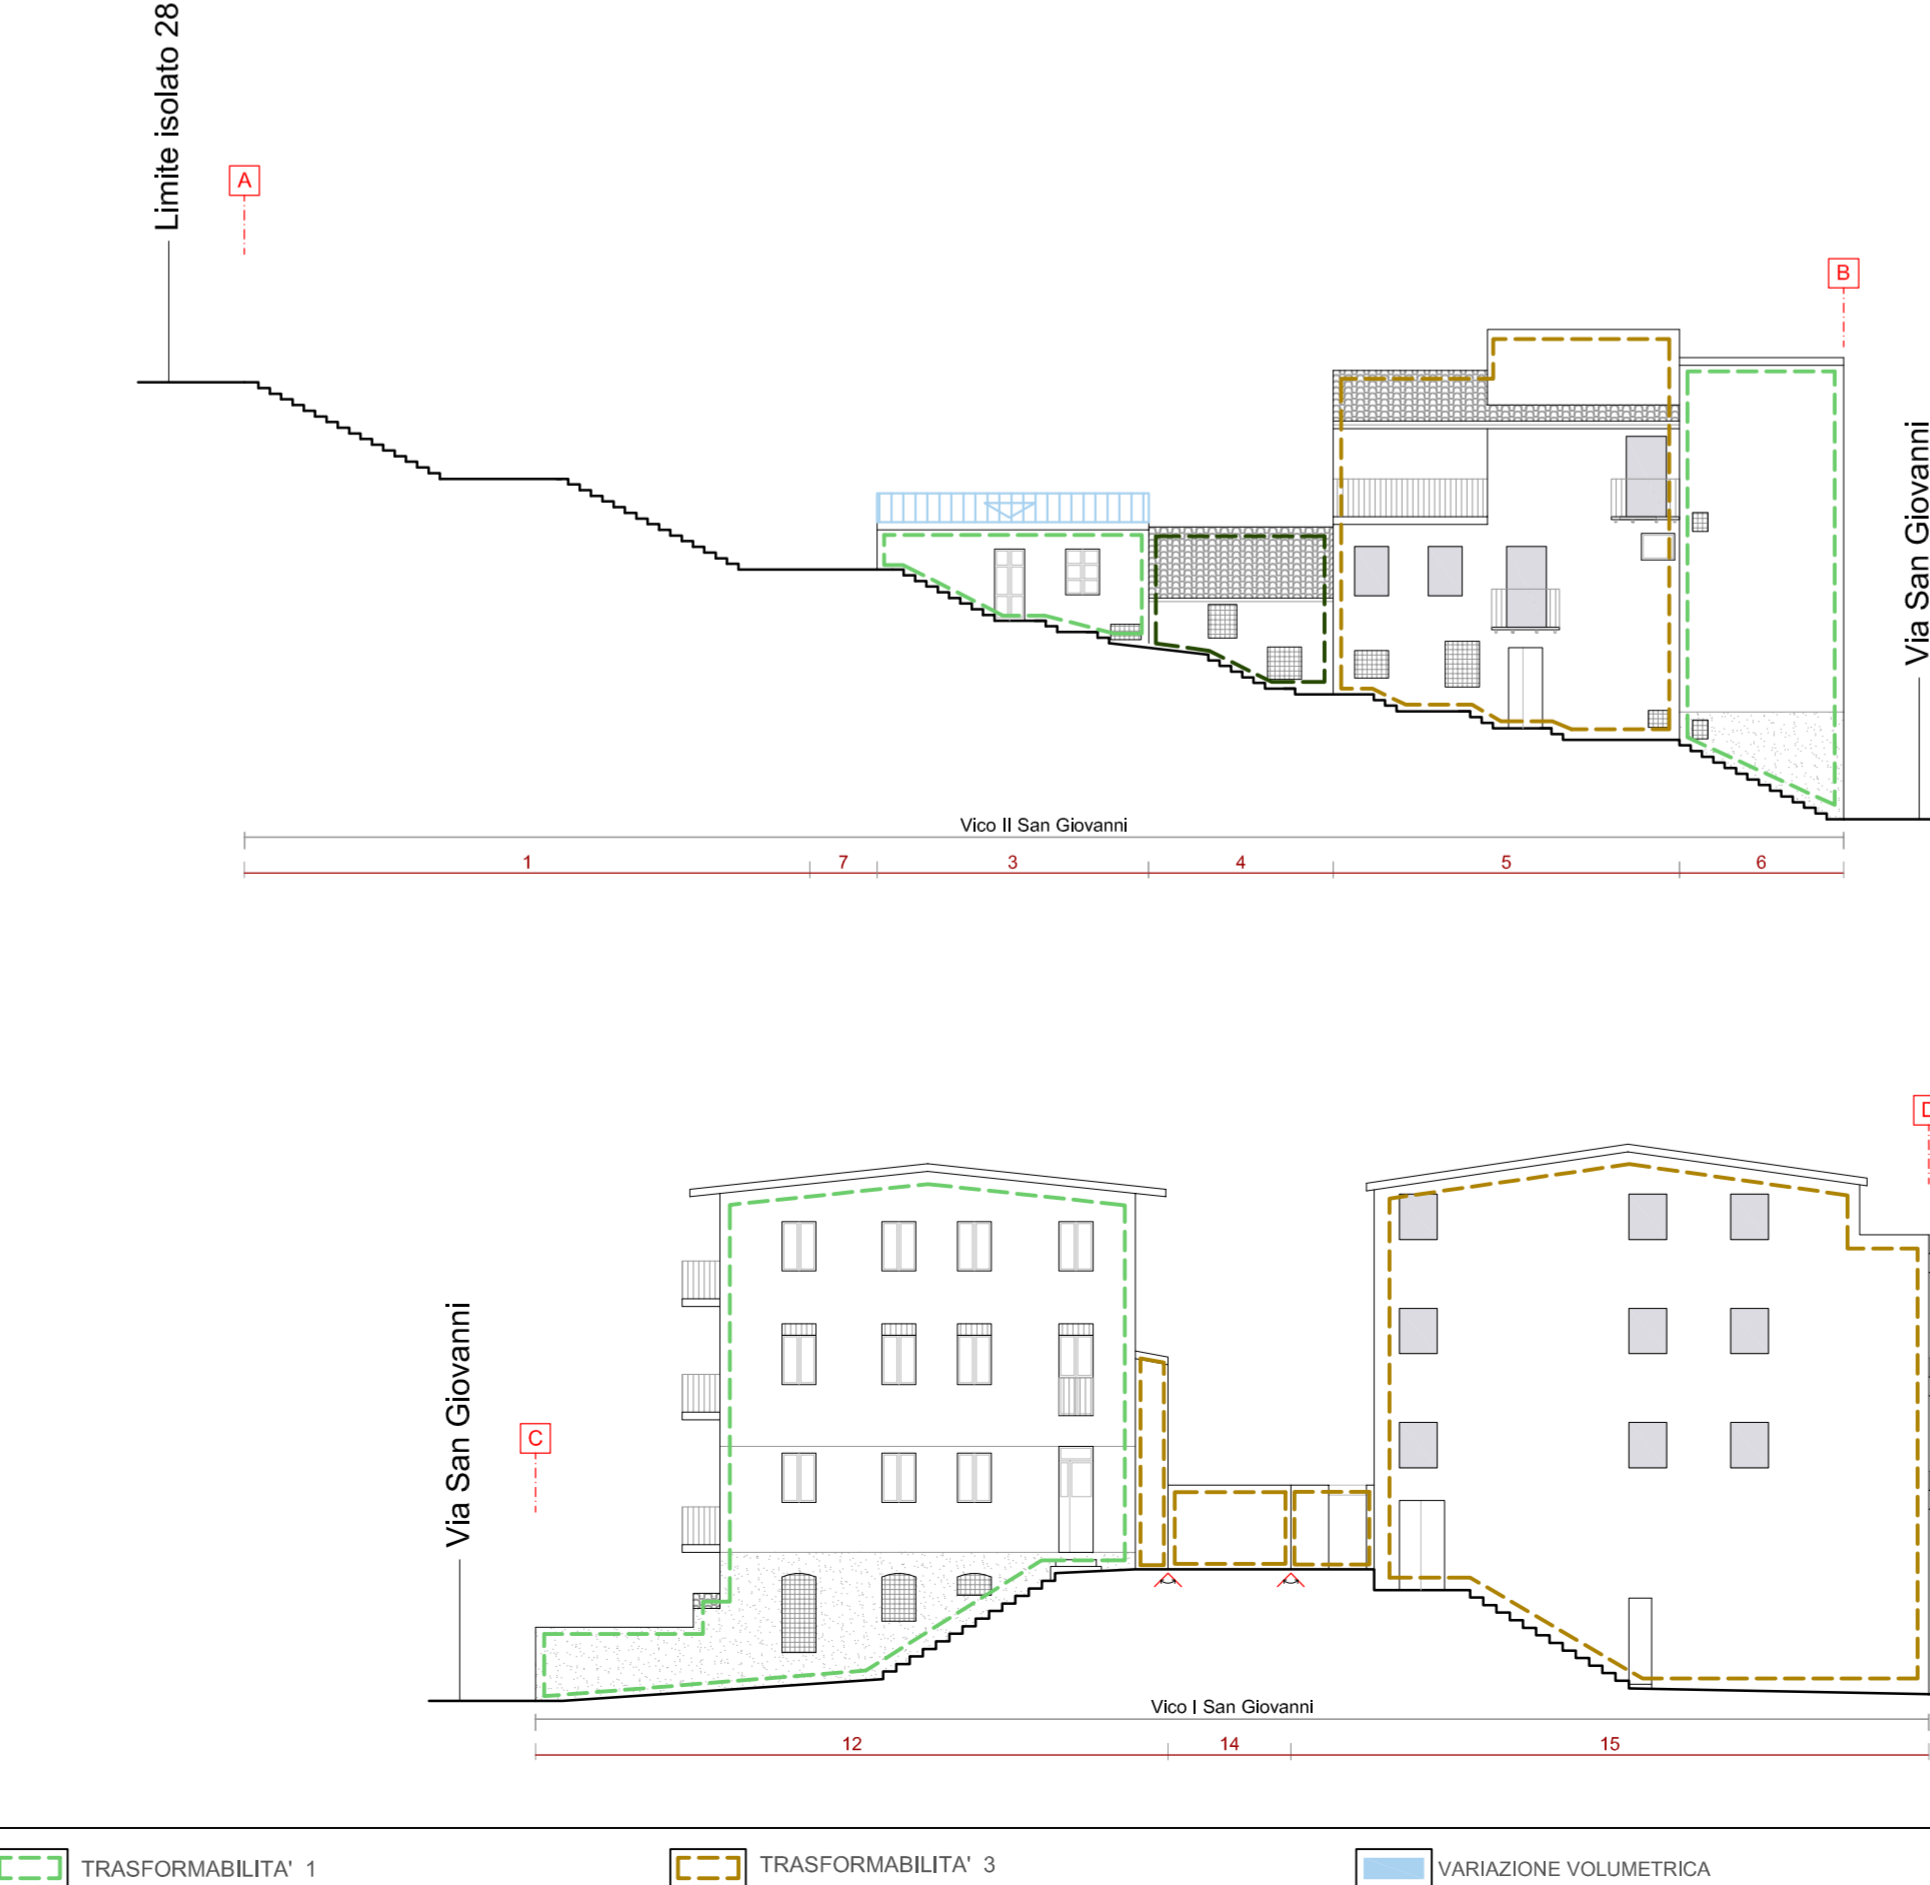 Limite isolato 28
A
B
Via San Giovanni
Vico II San Giovanni
1 7 3 4 5 6
Via San Giovanni
C
Vico I San Giovanni
12 14 15
TRASFORMABILITA' 1 TRASFORMABILITA' 3 VARIAZIONE VOLUMETRICA